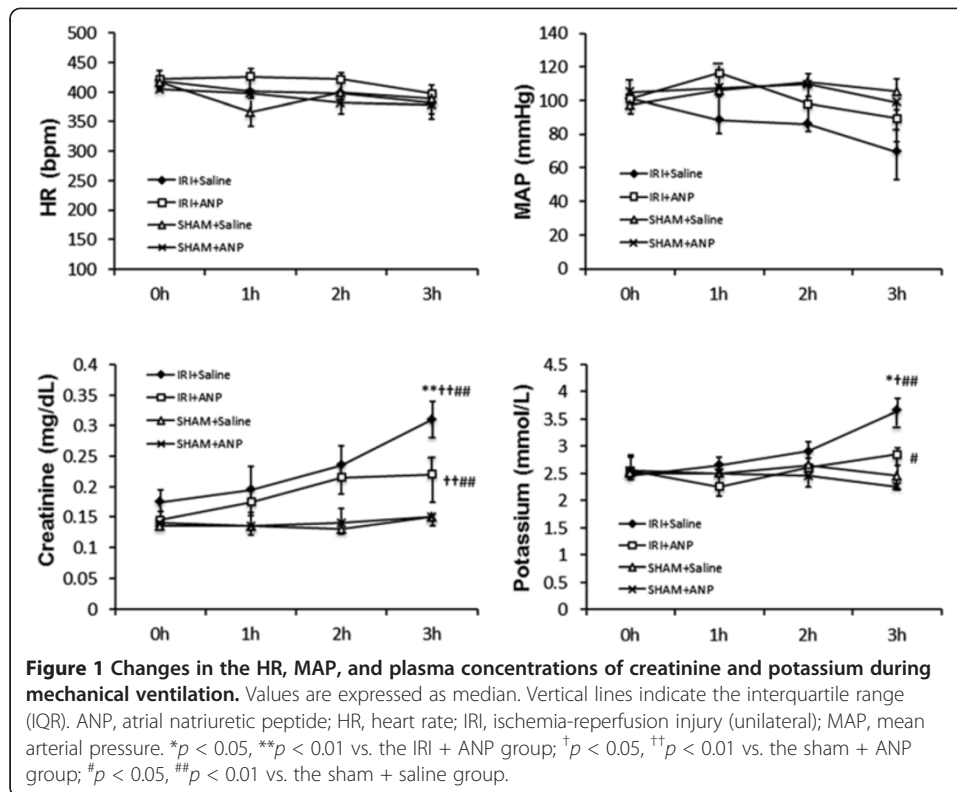 450
400
350
300
250
200
150
100
HR (bpm)
IRI+Saline
IRI+ANP
SHAM+Saline
SHAM+ANP
0h 1h 2h 3h
140
120
100
80
60
40
20
0
MAP (mmHg)
IRI+Saline
IRI+ANP
SHAM+Saline
SHAM+ANP
0h 1h 2h 3h
0.4
0.35
0.3
0.25
0.2
0.15
0.1
0.05
0
Creatinine (mg/dL)
IRI+Saline
IRI+ANP
SHAM+Saline
SHAM+ANP
**††##
††##
0h 1h 2h 3h
4.5
4
3.5
3
2.5
2
1.5
1
0.5
0
Potassium (mmol/L)
*†##
#
IRI+Saline
IRI+ANP
SHAM+Saline
SHAM+ANP
0h 1h 2h 3h
Figure 1 Changes in the HR, MAP, and plasma concentrations of creatinine and potassium during
mechanical ventilation. Values are expressed as median. Vertical lines indicate the interquartile range
(IQR). ANP, atrial natriuretic peptide; HR, heart rate; IRI, ischemia-reperfusion injury (unilateral); MAP, mean
arterial pressure. *p < 0.05, **p < 0.01 vs. the IRI + ANP group; †p < 0.05, ††p < 0.01 vs. the sham + ANP
group; #p < 0.05, ##p < 0.01 vs. the sham + saline group.